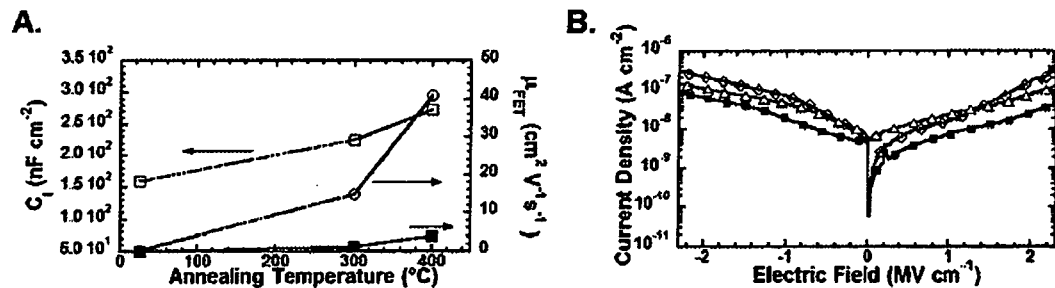 A.
3.5 10²
3.0 10²
2.5 10²
2.0 10²
1.5 10²
1.0 10²
5.0 10¹
C_i (nF cm⁻²)
0 100 200 300 400
Annealing Temperature (°C)
60
40
30
20
10
0
μ_FET (cm² V⁻¹s⁻¹)
B.
10⁻⁶
10⁻⁷
10⁻⁸
10⁻⁹
10⁻¹⁰
10⁻¹¹
Current Density (A cm⁻²)
-2 -1 0 1 2
Electric Field (MV cm⁻¹)